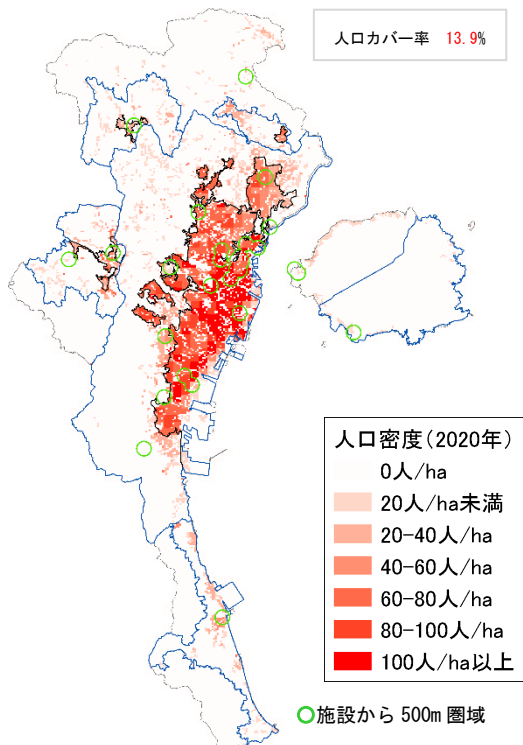 人口カバー率 13.9%
人口密度(2020年)
0人/ha
20人/ha未満
20-40人/ha
40-60人/ha
60-80人/ha
80-100人/ha
100人/ha以上
施設から500m圏域